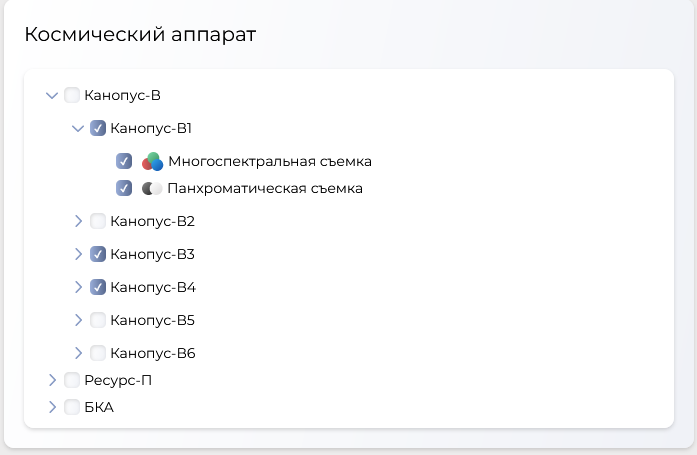 Космический аппарат
Канопус-В
Канопус-В1
Многоспектральная съемка
Панхроматическая съемка
Канопус-В2
Канопус-В3
Канопус-В4
Канопус-В5
Канопус-В6
Ресурс-П
БКА